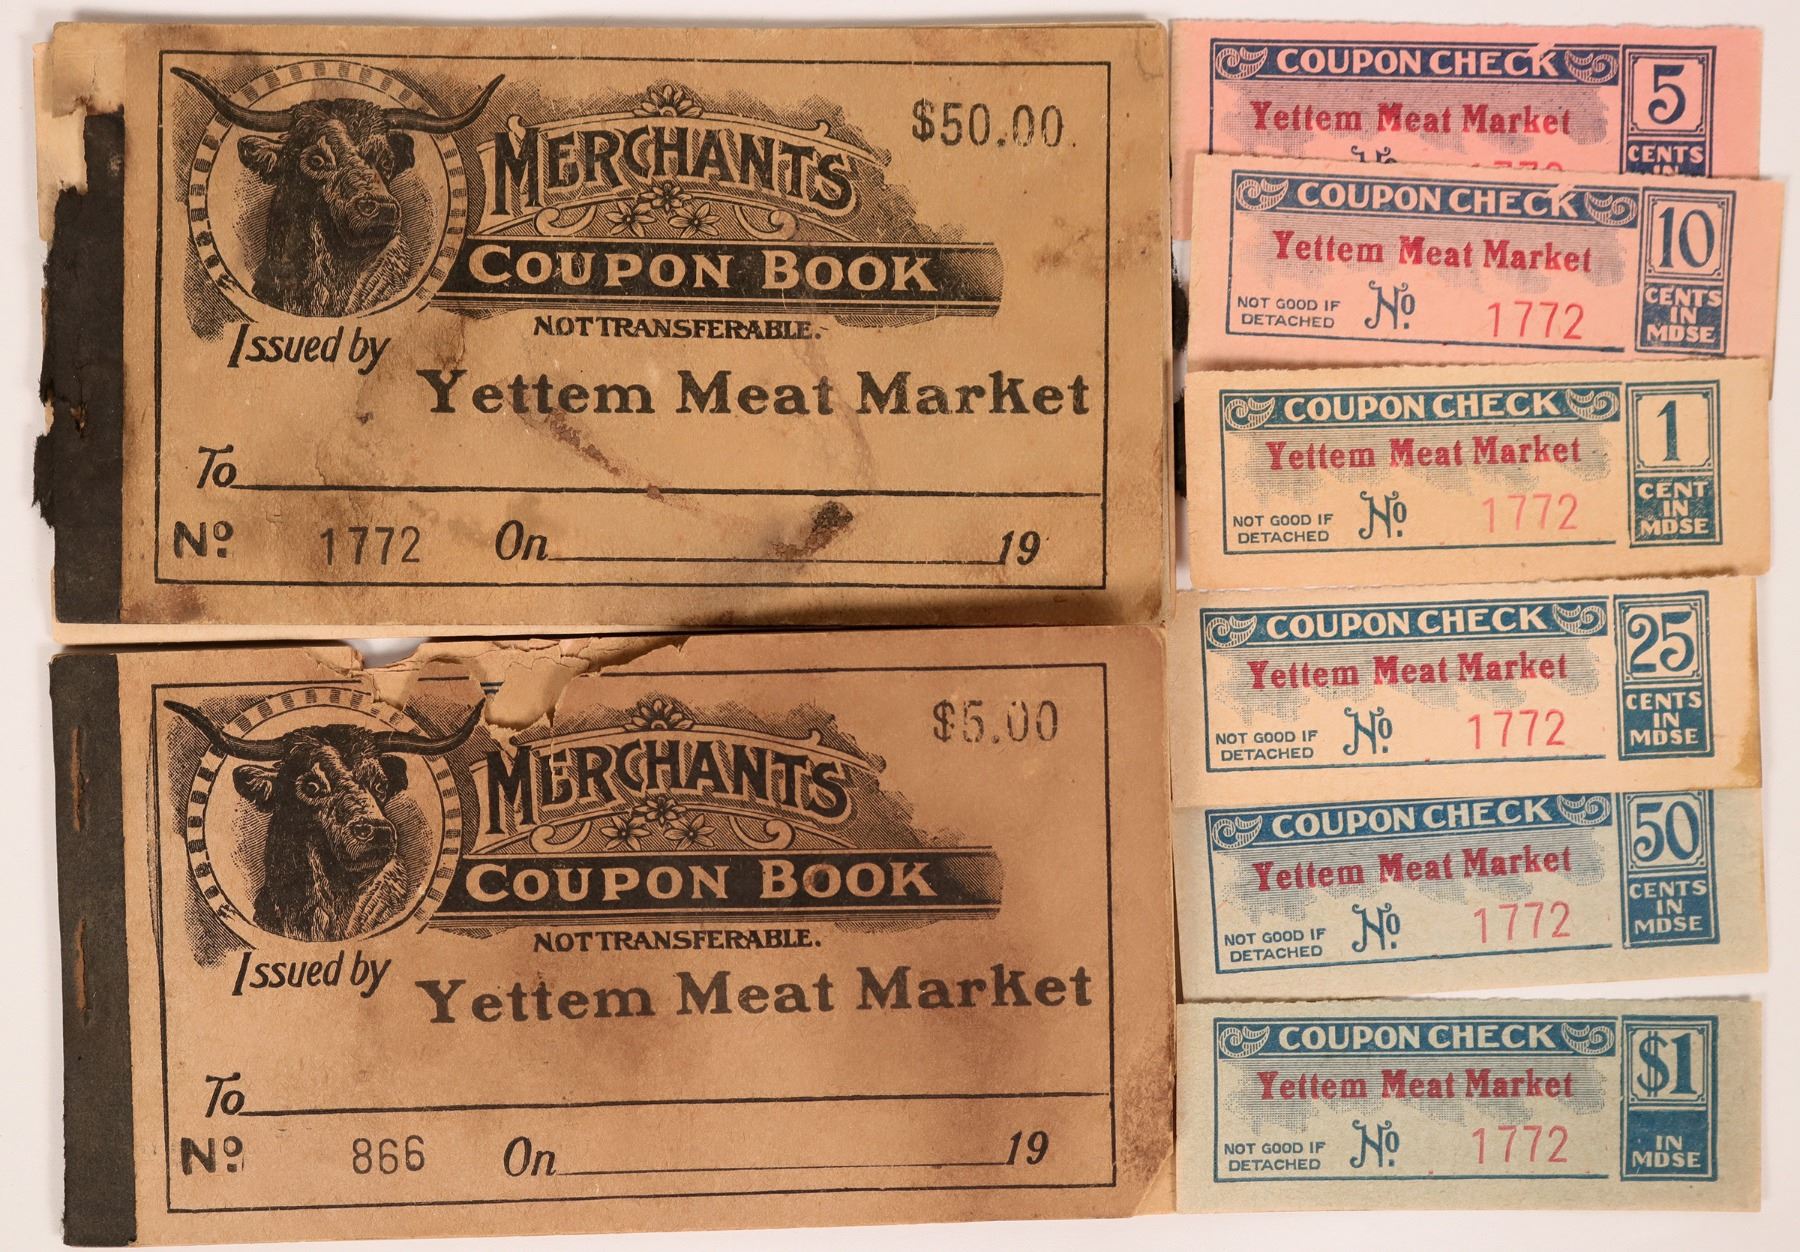 $50.00
MERCHANTS
COUPON BOOK
NOT TRANSFERABLE.
Issued by
Yettem Meat Market
To
No. 1772 On 19
$5.00
MERCHANTS
COUPON BOOK
NOT TRANSFERABLE.
Issued by
Yettem Meat Market
To
No. 866 On 19
COUPON CHECK
5
Yettem Meat Market
CENTS
IN
No. 1772
COUPON CHECK
10
Yettem Meat Market
CENTS
IN
MDSE
NOT GOOD IF
DETACHED
No. 1772
COUPON CHECK
1
Yettem Meat Market
CENT
IN
MDSE
NOT GOOD IF
DETACHED
No. 1772
COUPON CHECK
25
Yettem Meat Market
CENTS
IN
MDSE
NOT GOOD IF
DETACHED
No. 1772
COUPON CHECK
50
Yettem Meat Market
CENTS
IN
MDSE
NOT GOOD IF
DETACHED
No. 1772
COUPON CHECK
$1
Yettem Meat Market
IN
MDSE
NOT GOOD IF
DETACHED
No. 1772